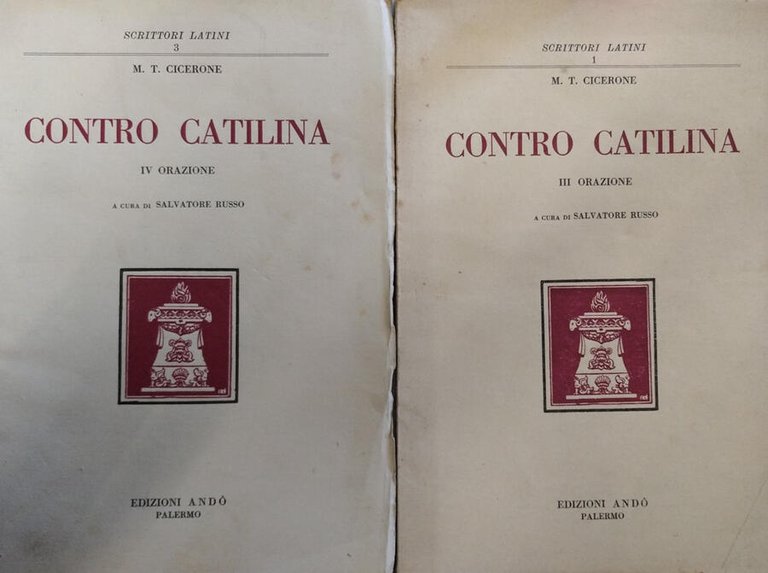 SCRITTORI LATINI
3
M. T. CICERONE
CONTRO CATILINA
IV ORAZIONE
A CURA DI SALVATORE RUSSO
EDIZIONI ANDÒ
PALERMO
SCRITTORI LATINI
1
M. T. CICERONE
CONTRO CATILINA
III ORAZIONE
A CURA DI SALVATORE RUSSO
EDIZIONI ANDÒ
PALERMO